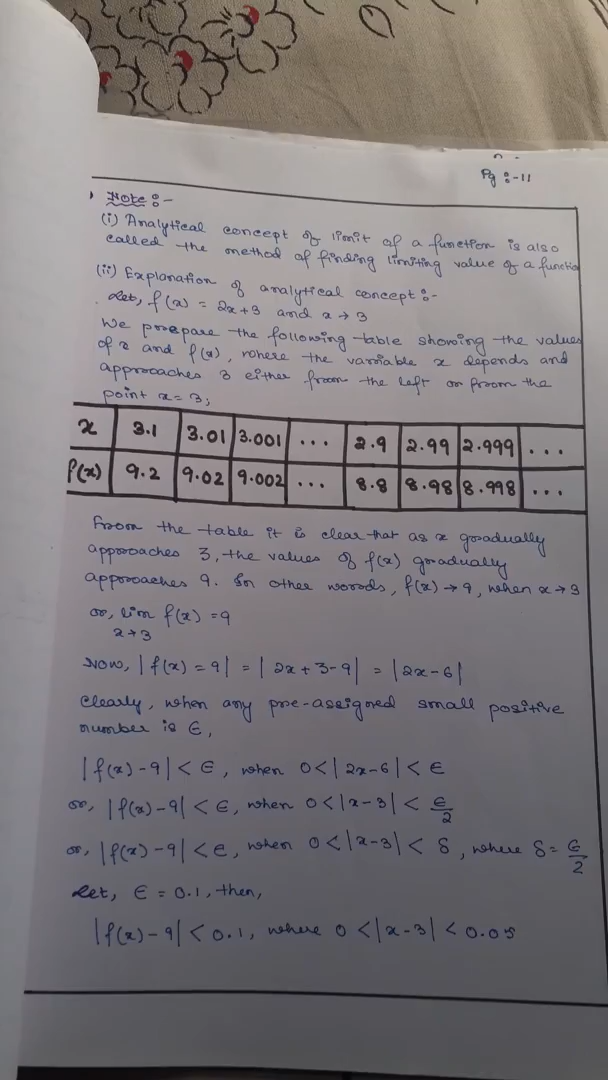 Pg :- 11
Note :-
(i) Analytical concept of limit of a function is also
called the method of finding limiting value of a function
(ii) Explanation of analytical concept :-
Let, f(x) = 2x+3 and x → 3
We prepare the following table showing the values
of x and f(x), where the variable x depends and
approaches 3 either from the left or from the
point x = 3;
x 3.1 3.01 3.001 ... 2.9 2.99 2.999 ...
f(x) 9.2 9.02 9.002 ... 8.8 8.98 8.998 ...
From the table it is clear that as x gradually
approaches 3, the values of f(x) gradually
approaches 9. In other words, f(x) → 9, when x → 3
or, lim f(x) = 9
x→3
Now, |f(x) = 9| = |2x+3-9| = |2x-6|
Clearly, when any pre-assigned small positive
number is ϵ,
|f(x)-9| < ϵ, when 0 < |2x-6| < ϵ
or, |f(x)-9| < ϵ, when 0 < |x-3| < ϵ/2
or, |f(x)-9| < ϵ, when 0 < |x-3| < δ, where δ = ϵ/2
Let, ϵ = 0.1, then,
|f(x)-9| < 0.1, where 0 < |x-3| < 0.05